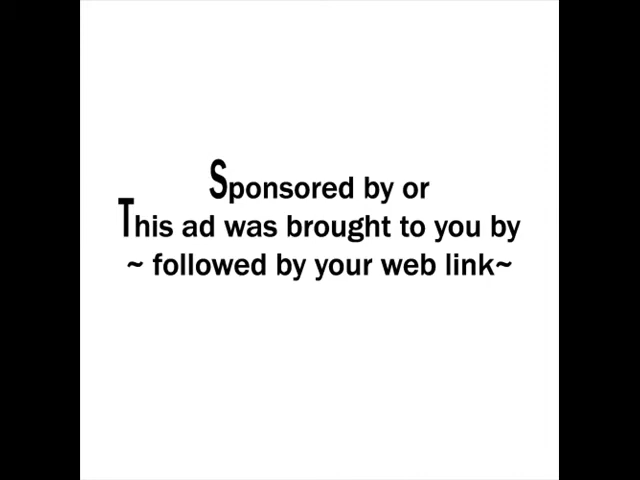 Sponsored by or
This ad was brought to you by
~ followed by your web link~